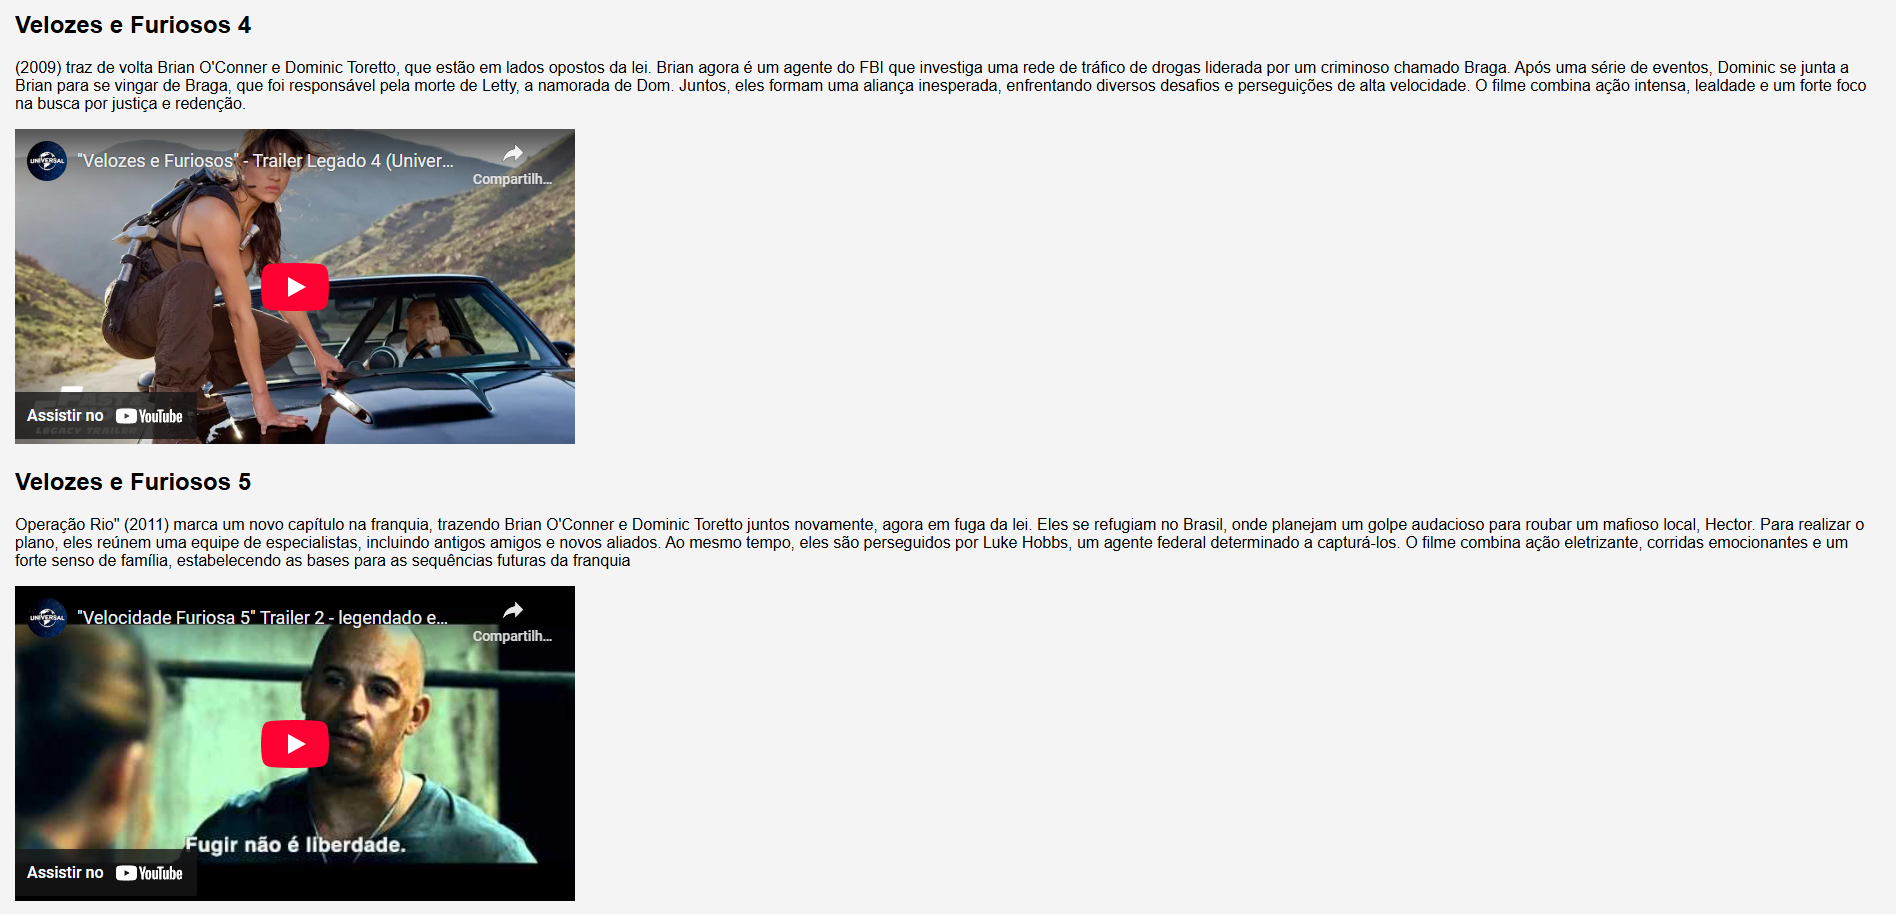 Velozes e Furiosos 4
(2009) traz de volta Brian O'Conner e Dominic Toretto, que estão em lados opostos da lei. Brian agora é um agente do FBI que investiga uma rede de tráfico de drogas liderada por um criminoso chamado Braga. Após uma série de eventos, Dominic se junta a
Brian para se vingar de Braga, que foi responsável pela morte de Letty, a namorada de Dom. Juntos, eles formam uma aliança inesperada, enfrentando diversos desafios e perseguições de alta velocidade. O filme combina ação intensa, lealdade e um forte foco
na busca por justiça e redenção.
UNIVERSAL
"Velozes e Furiosos" - Trailer Legado 4 (Univer...
Compartilh...
FAST &
Assistir no YouTube
LEGACY TRAILER
Velozes e Furiosos 5
Operação Rio" (2011) marca um novo capítulo na franquia, trazendo Brian O'Conner e Dominic Toretto juntos novamente, agora em fuga da lei. Eles se refugiam no Brasil, onde planejam um golpe audacioso para roubar um mafioso local, Hector. Para realizar o
plano, eles reúnem uma equipe de especialistas, incluindo antigos amigos e novos aliados. Ao mesmo tempo, eles são perseguidos por Luke Hobbs, um agente federal determinado a capturá-los. O filme combina ação eletrizante, corridas emocionantes e um
forte senso de família, estabelecendo as bases para as sequências futuras da franquia
UNIVERSAL
"Velocidade Furiosa 5" Trailer 2 - legendado e...
Compartilh...
Fugir não é liberdade.
Assistir no YouTube